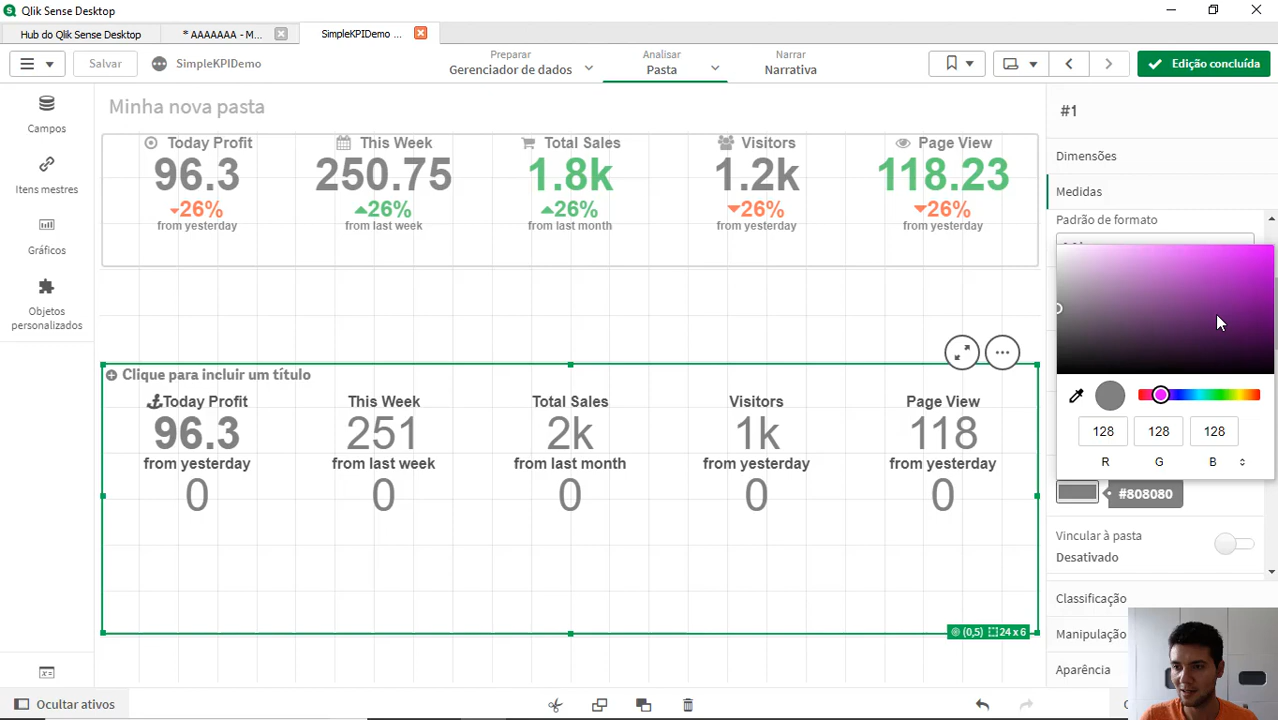 Qlik Sense Desktop
Hub do Qlik Sense Desktop
* AAAAAAA - M...
SimpleKPIDemo ...
Salvar
SimpleKPIDemo
Preparar
Gerenciador de dados
Analisar
Pasta
Narrar
Narrativa
Edição concluída
Campos
Itens mestres
Gráficos
Objetos
personalizados
Minha nova pasta
Today Profit This Week Total Sales Visitors Page View
96.3 250.75 1.8k 1.2k 118.23
26% 26% 26% 26% 26%
from yesterday from last week from last month from yesterday from yesterday
Clique para incluir um título
Today Profit This Week Total Sales Visitors Page View
96.3 251 2k 1k 118
from yesterday from last week from last month from yesterday from yesterday
0 0 0 0 0
(0,5) 24 x 6
#1
Dimensões
Medidas
Padrão de formato
128 128 128
R G B
#808080
Vincular à pasta
Desativado
Classificação
Manipulação
Aparência
Ocultar ativos